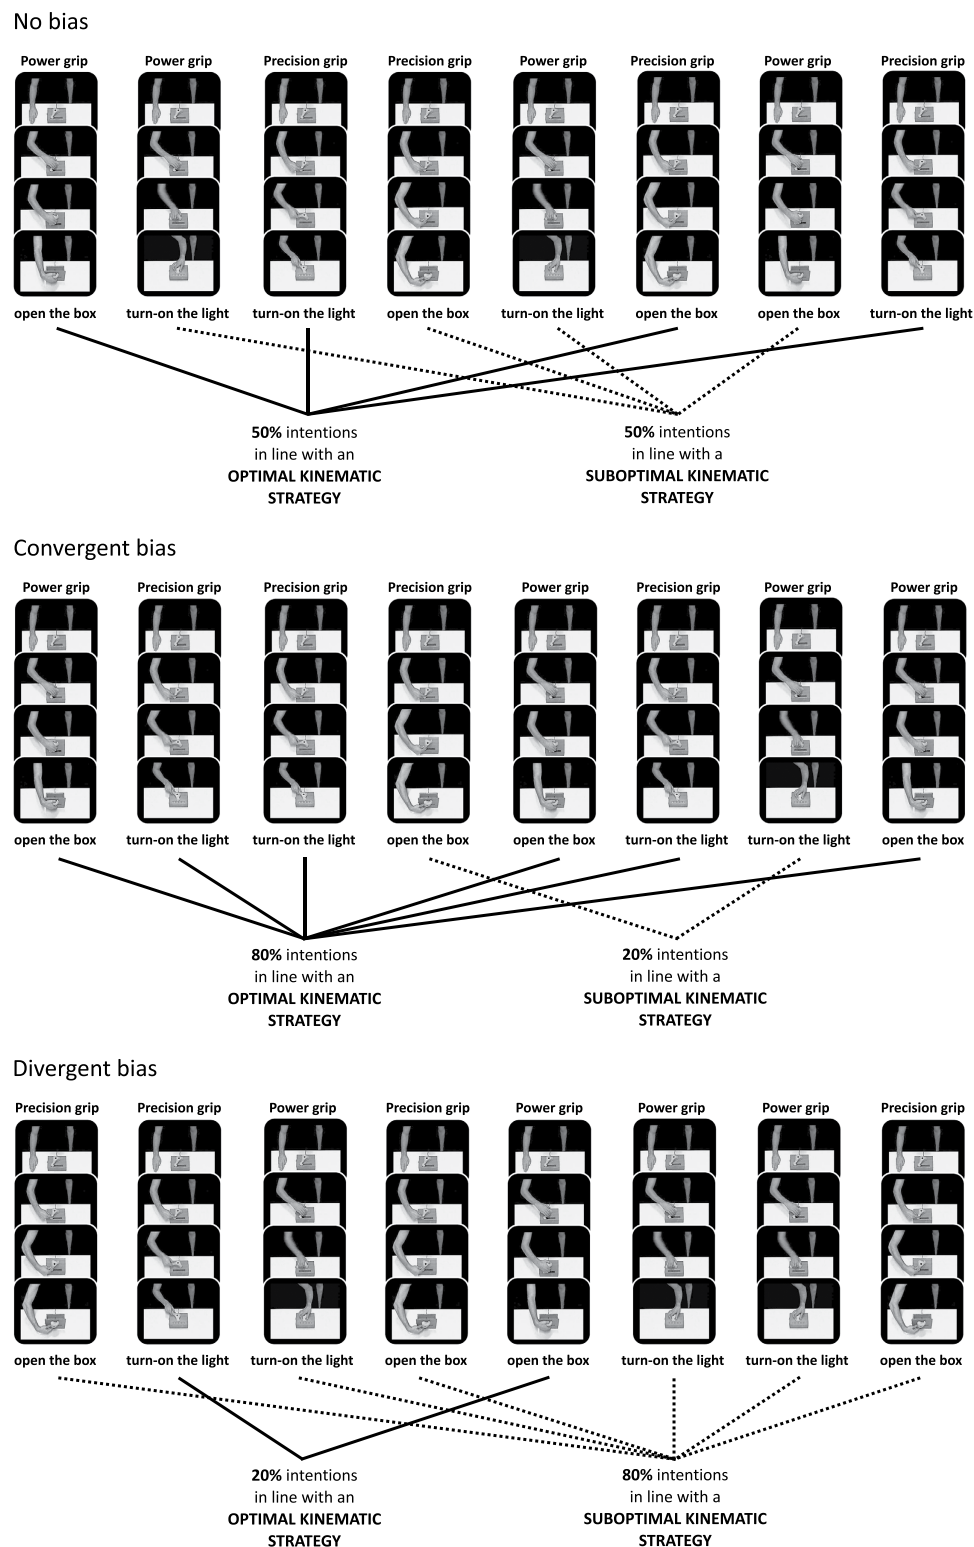 No bias
Power grip Power grip Precision grip Precision grip Power grip Precision grip Power grip Precision grip
open the box turn-on the light turn-on the light open the box turn-on the light open the box open the box turn-on the light
50% intentions
in line with an
OPTIMAL KINEMATIC
STRATEGY
50% intentions
in line with a
SUBOPTIMAL KINEMATIC
STRATEGY
Convergent bias
Power grip Precision grip Precision grip Precision grip Power grip Precision grip Power grip Power grip
open the box turn-on the light turn-on the light open the box open the box turn-on the light turn-on the light open the box
80% intentions
in line with an
OPTIMAL KINEMATIC
STRATEGY
20% intentions
in line with a
SUBOPTIMAL KINEMATIC
STRATEGY
Divergent bias
Precision grip Precision grip Power grip Precision grip Power grip Power grip Power grip Precision grip
open the box turn-on the light turn-on the light open the box open the box turn-on the light turn-on the light open the box
20% intentions
in line with an
OPTIMAL KINEMATIC
STRATEGY
80% intentions
in line with a
SUBOPTIMAL KINEMATIC
STRATEGY